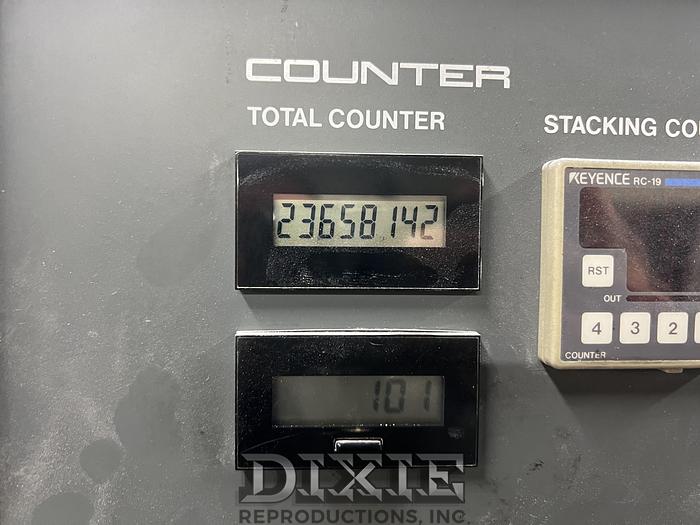 COUNTER
TOTAL COUNTER
STACKING CO
23658142
KEYENCE RC-19
RST
OUT
4 3 2
COUNTER
101
DIXIE
REPRODUCTIONS, INC.